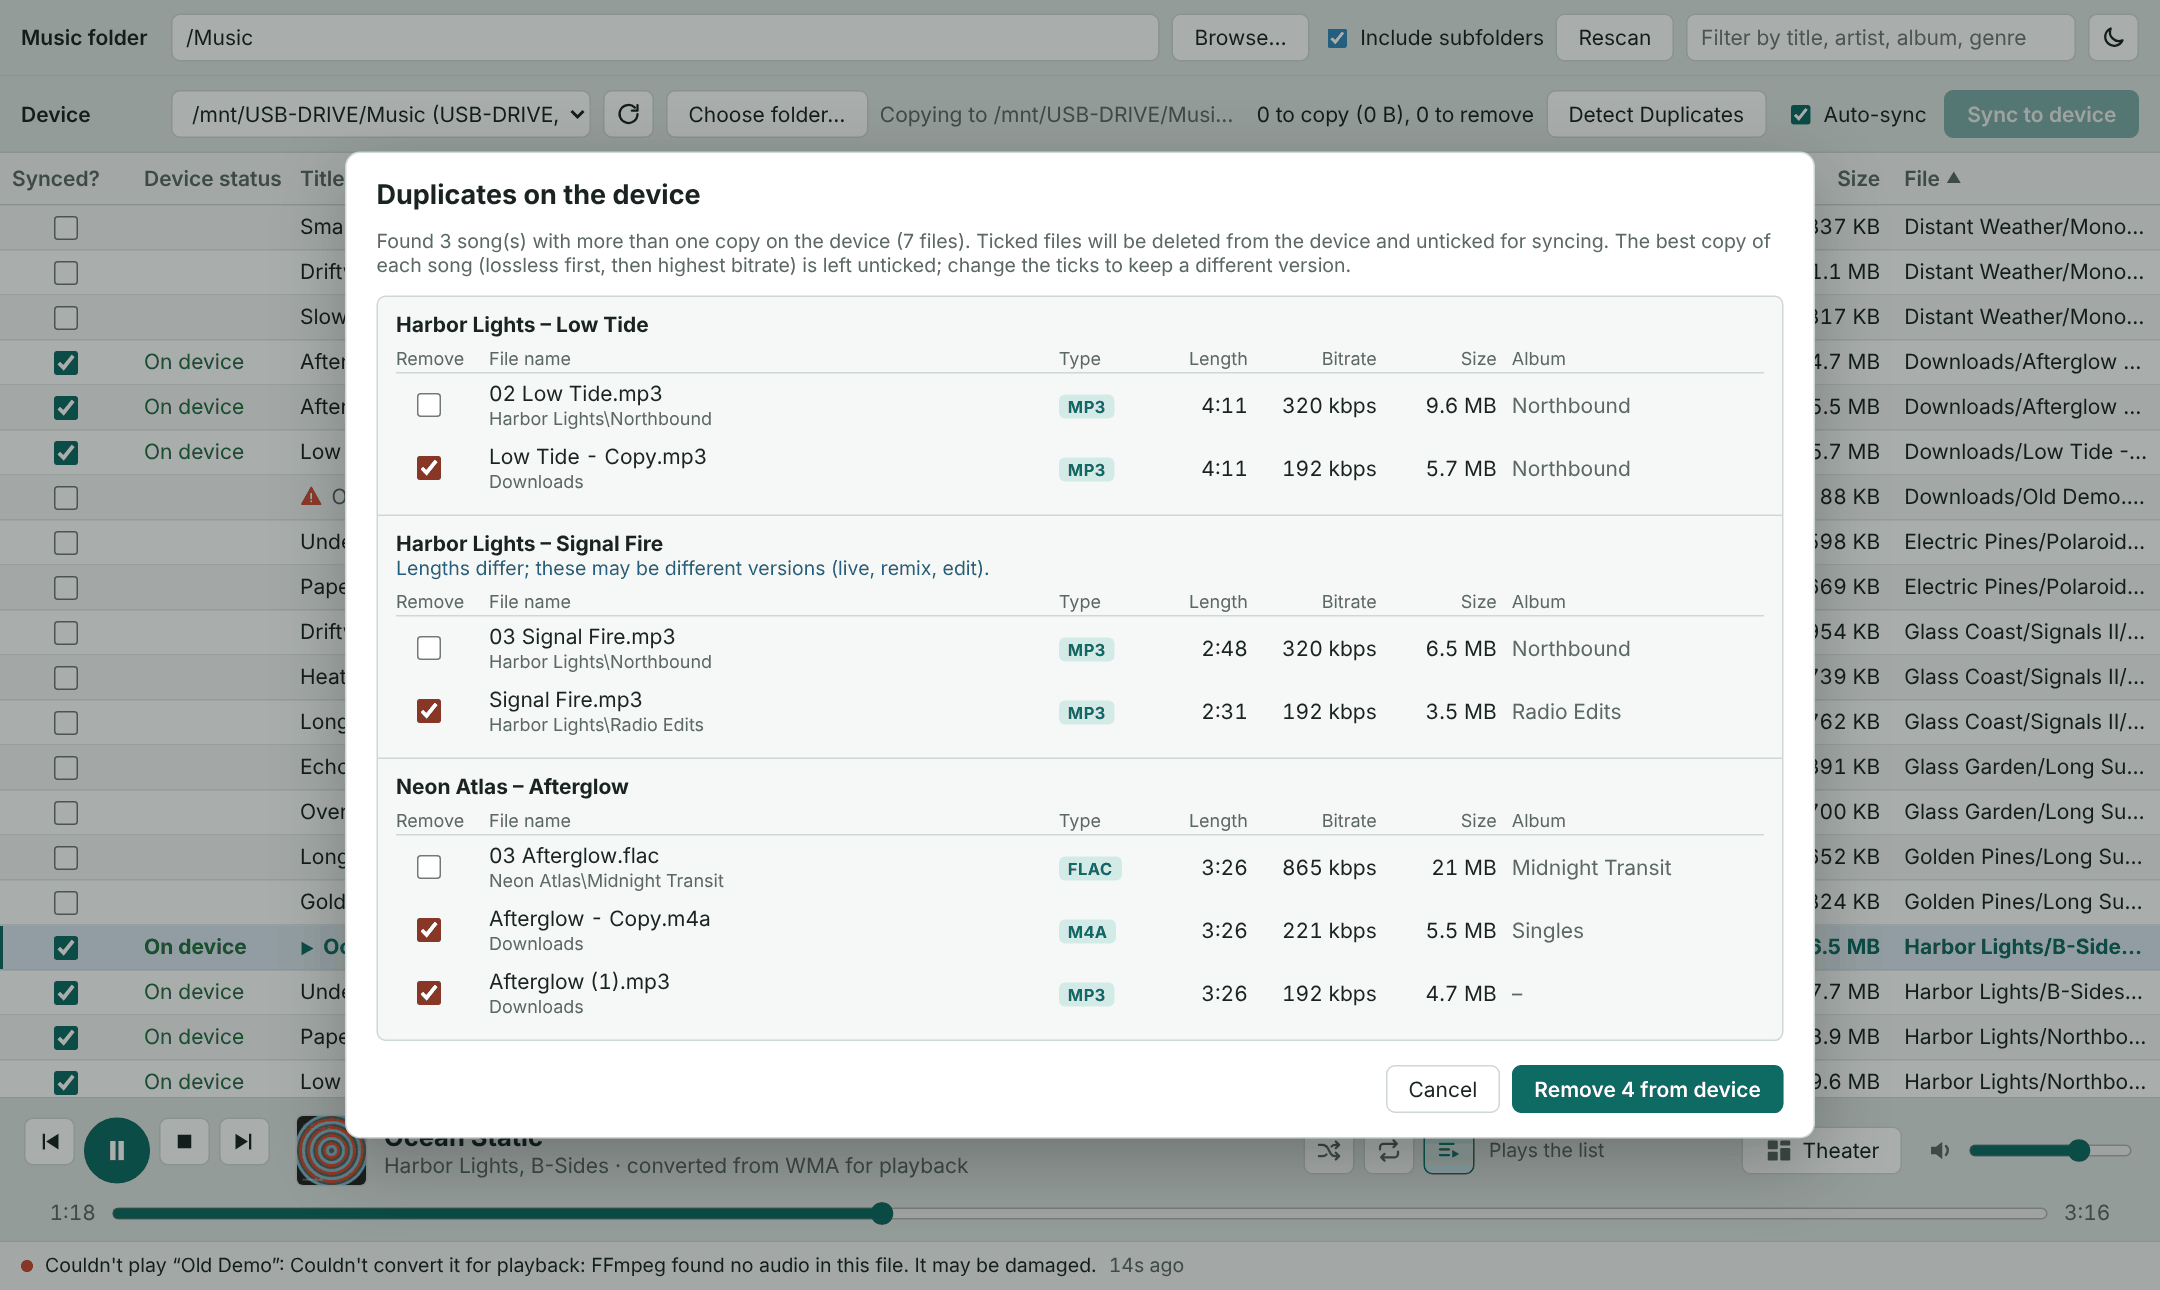 Music folder /Music Browse... Include subfolders Rescan Filter by title, artist, album, genre
Device /mnt/USB-DRIVE/Music (USB-DRIVE, Choose folder... Copying to /mnt/USB-DRIVE/Musi... 0 to copy (0 B), 0 to remove Detect Duplicates Auto-sync Sync to device
Synced? Device status Title Size File
Distant Weather/Mono...
Distant Weather/Mono...
Slow Distant Weather/Mono...
On device Downloads/Afterglow ...
On device Downloads/Afterglow ...
On device Low Downloads/Low Tide -...
88 KB Downloads/Old Demo....
Electric Pines/Polaroid...
Electric Pines/Polaroid...
Glass Coast/Signals II/...
Glass Coast/Signals II/...
Long Glass Coast/Signals II/...
Glass Garden/Long Su...
Over Glass Garden/Long Su...
Long Golden Pines/Long Su...
Gold Golden Pines/Long Su...
On device Harbor Lights/B-Side...
On device Harbor Lights/B-Sides...
On device Harbor Lights/Northbo...
On device Low Harbor Lights/Northbo...
Duplicates on the device
Found 3 song(s) with more than one copy on the device (7 files). Ticked files will be deleted from the device and unticked for syncing. The best copy of
each song (lossless first, then highest bitrate) is left unticked; change the ticks to keep a different version.
Harbor Lights – Low Tide
Remove File name Type Length Bitrate Size Album
02 Low Tide.mp3 MP3 4:11 320 kbps 9.6 MB Northbound
Harbor Lights\Northbound
Low Tide - Copy.mp3 MP3 4:11 192 kbps 5.7 MB Northbound
Downloads
Harbor Lights – Signal Fire
Lengths differ; these may be different versions (live, remix, edit).
Remove File name Type Length Bitrate Size Album
03 Signal Fire.mp3 MP3 2:48 320 kbps 6.5 MB Northbound
Harbor Lights\Northbound
Signal Fire.mp3 MP3 2:31 192 kbps 3.5 MB Radio Edits
Harbor Lights\Radio Edits
Neon Atlas – Afterglow
Remove File name Type Length Bitrate Size Album
03 Afterglow.flac FLAC 3:26 865 kbps 21 MB Midnight Transit
Neon Atlas\Midnight Transit
Afterglow - Copy.m4a M4A 3:26 221 kbps 5.5 MB Singles
Downloads
Afterglow (1).mp3 MP3 3:26 192 kbps 4.7 MB –
Downloads
Cancel Remove 4 from device
Ocean Static
Harbor Lights, B-Sides · converted from WMA for playback
Plays the list Theater
1:18 3:16
Couldn't play “Old Demo”: Couldn't convert it for playback: FFmpeg found no audio in this file. It may be damaged. 14s ago